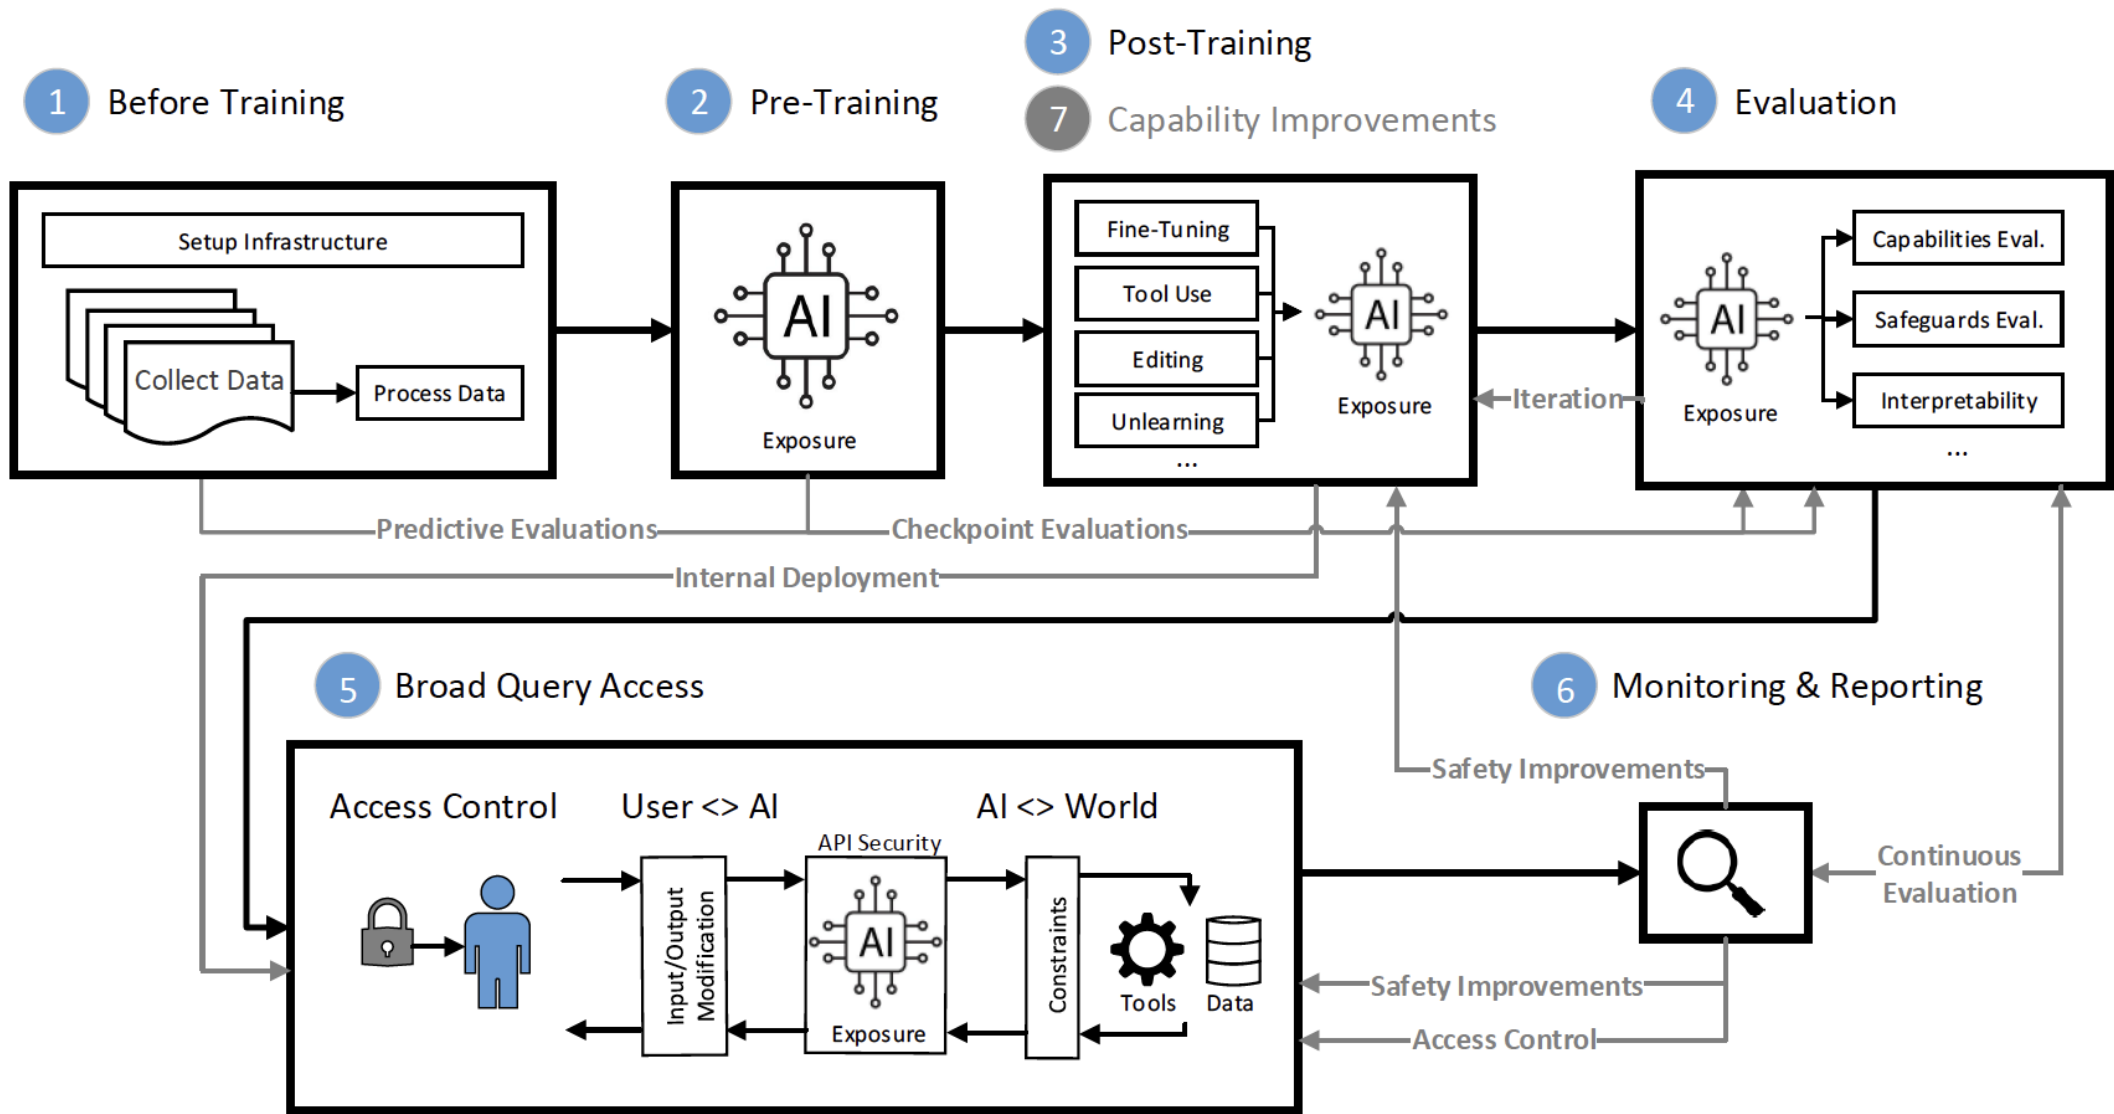 1 Before Training
2 Pre-Training
3 Post-Training
7 Capability Improvements
4 Evaluation
Setup Infrastructure
Collect Data
Process Data
AI
Exposure
Fine-Tuning
Tool Use
Editing
Unlearning
...
AI
Exposure
Iteration
AI
Exposure
Capabilities Eval.
Safeguards Eval.
Interpretability
...
Predictive Evaluations
Checkpoint Evaluations
Internal Deployment
5 Broad Query Access
6 Monitoring & Reporting
Access Control
User <> AI
AI <> World
API Security
Input/Output
Modification
AI
Exposure
Constraints
Tools
Data
Safety Improvements
Continuous
Evaluation
Safety Improvements
Access Control